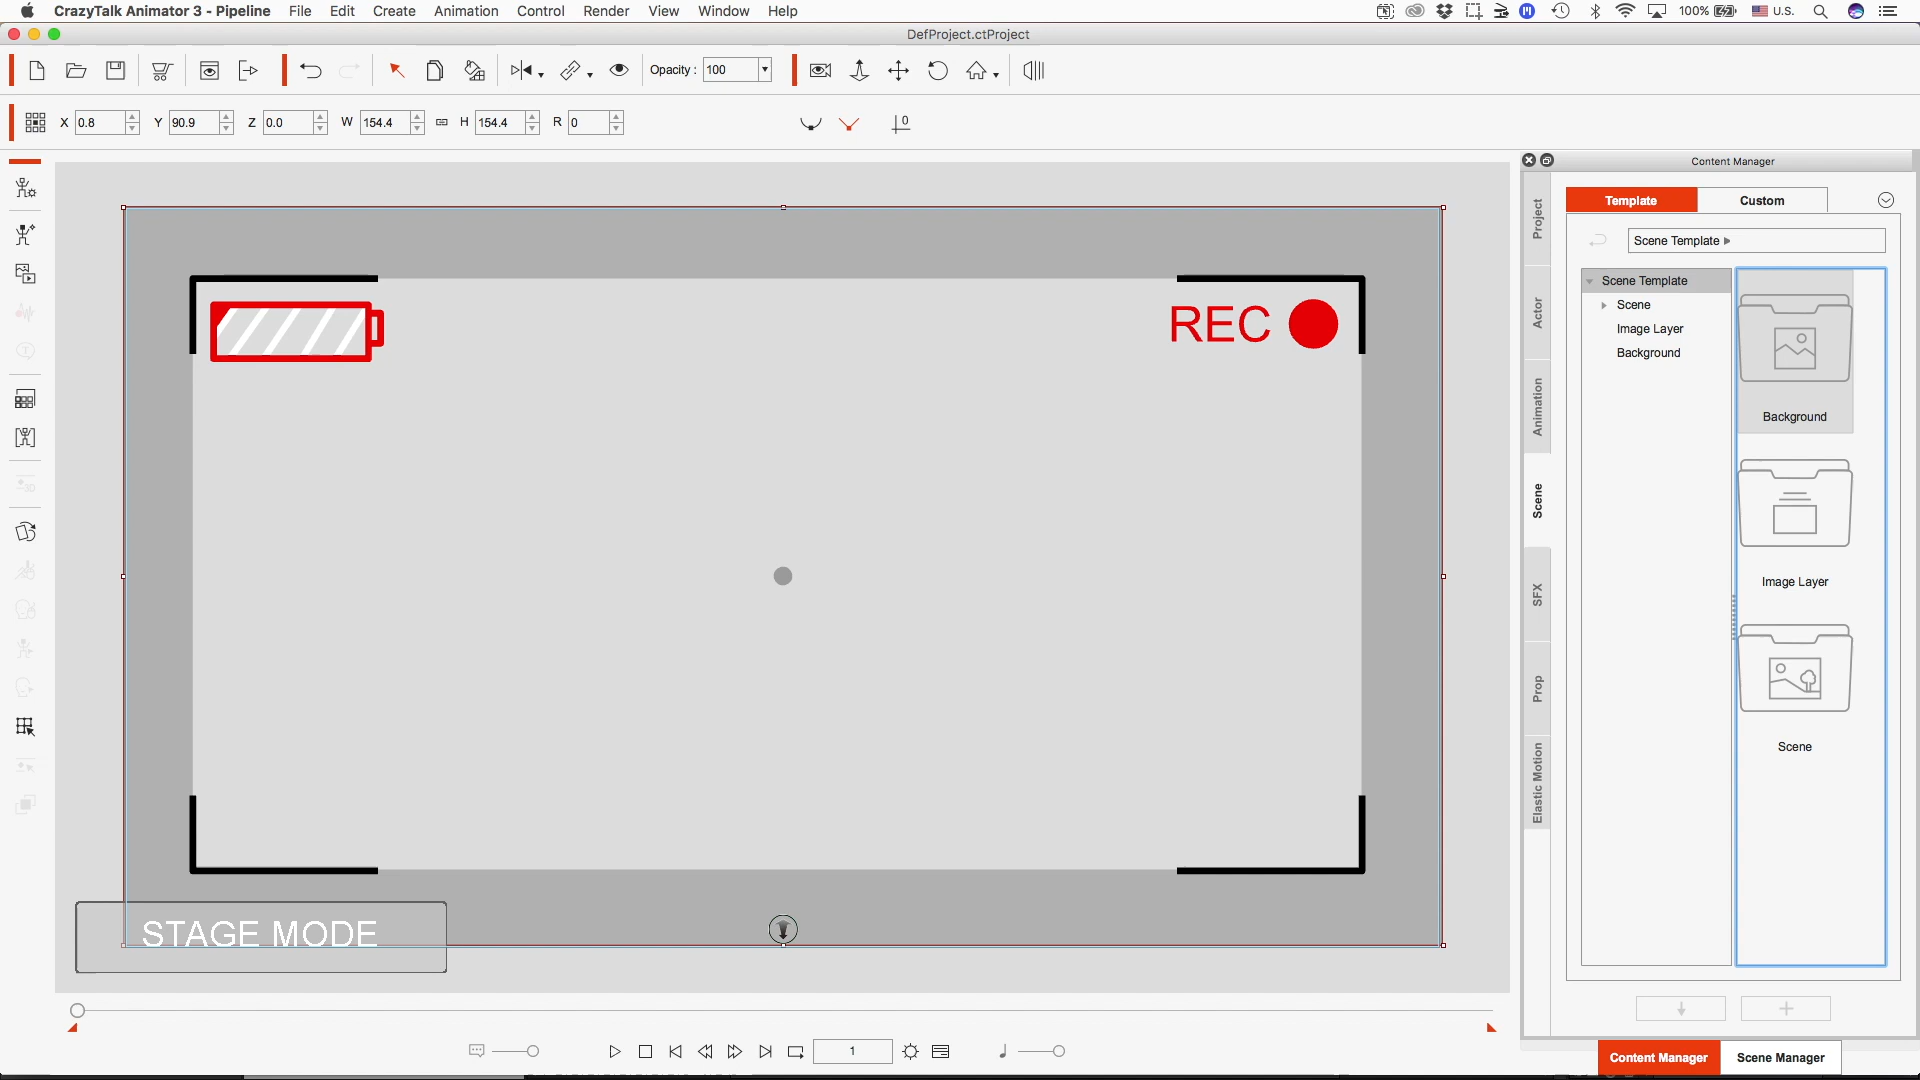 CrazyTalk Animator 3 - Pipeline File Edit Create Animation Control Render View Window Help 100% U.S.
DefProject.ctProject
Opacity : 100
X 0.8 Y 90.9 Z 0.0 W 154.4 H 154.4 R 0
0
Content Manager
Template Custom
Scene Template
Scene Template
Scene
Image Layer
Background
Background
Image Layer
Scene
Project
Actor
Animation
Scene
SFX
Prop
Elastic Motion
REC
STAGE MODE
1
Content Manager Scene Manager